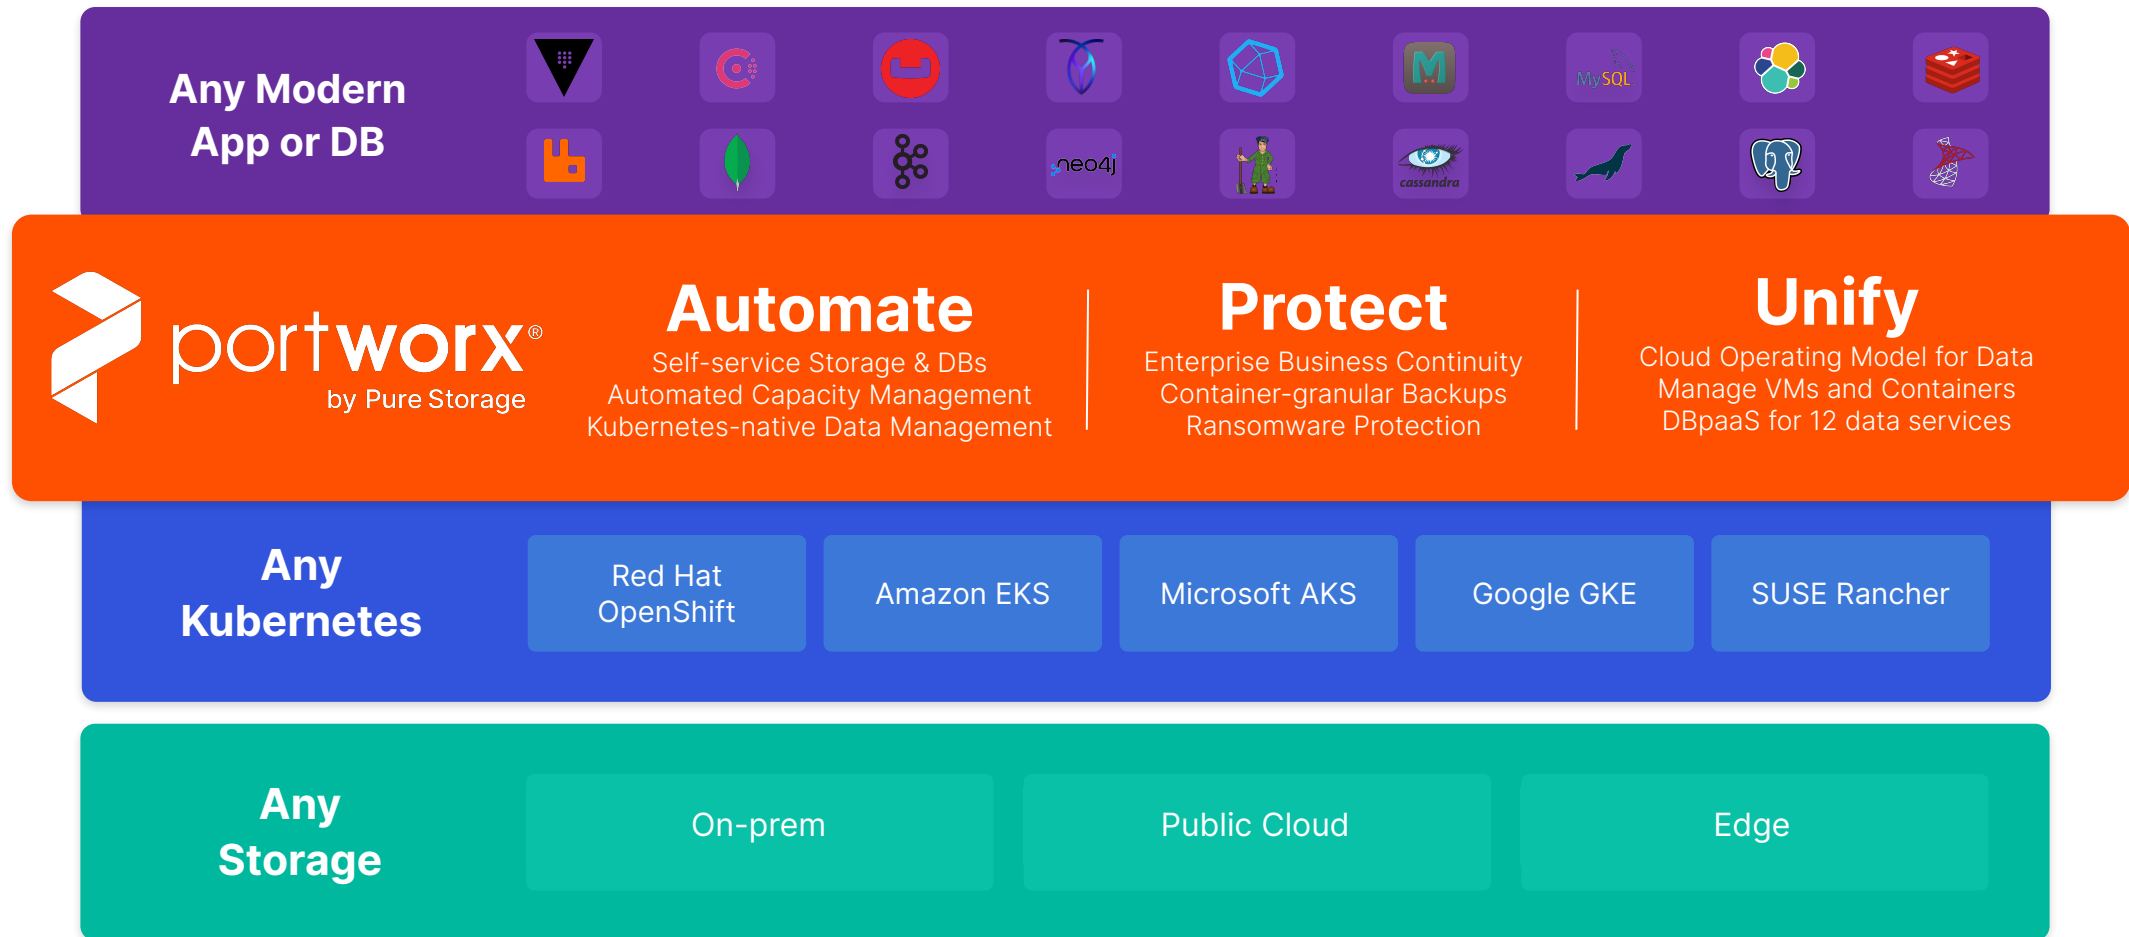 Any Modern
App or DB
MySQL
neo4j
cassandra
portworx®
by Pure Storage
Automate
Self-service Storage & DBs
Automated Capacity Management
Kubernetes-native Data Management
Protect
Enterprise Business Continuity
Container-granular Backups
Ransomware Protection
Unify
Cloud Operating Model for Data
Manage VMs and Containers
DBpaaS for 12 data services
Any
Kubernetes
Red Hat
OpenShift
Amazon EKS
Microsoft AKS
Google GKE
SUSE Rancher
Any
Storage
On-prem
Public Cloud
Edge